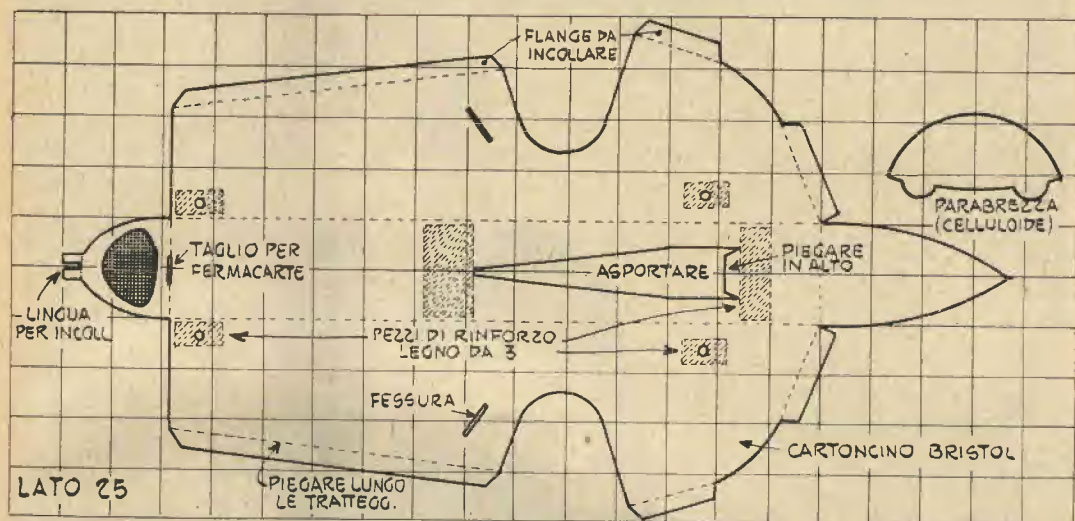 FLANGE DA
INCOLLARE
PARABREZZA
(CELLULOIDE)
TAGLIO PER
FERMACARTE
ASPORTARE
PIEGARE
IN ALTO
LINGUA
PER INCOLL
PEZZI DI RINFORZO
LEGNO DA 3
FESSURA
CARTONCINO BRISTOL
LATO 25
PIEGARE LUNGO
LE TRATTEGG.